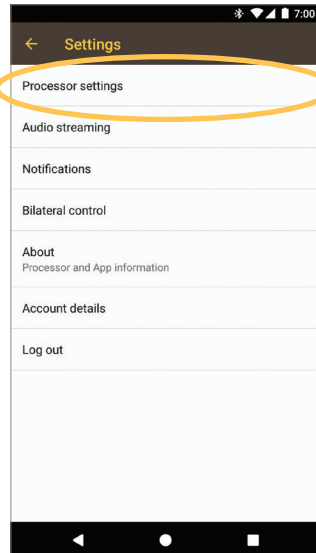 7:00
Settings
Processor settings
Audio streaming
Notifications
Bilateral control
About
Processor and App information
Account details
Log out